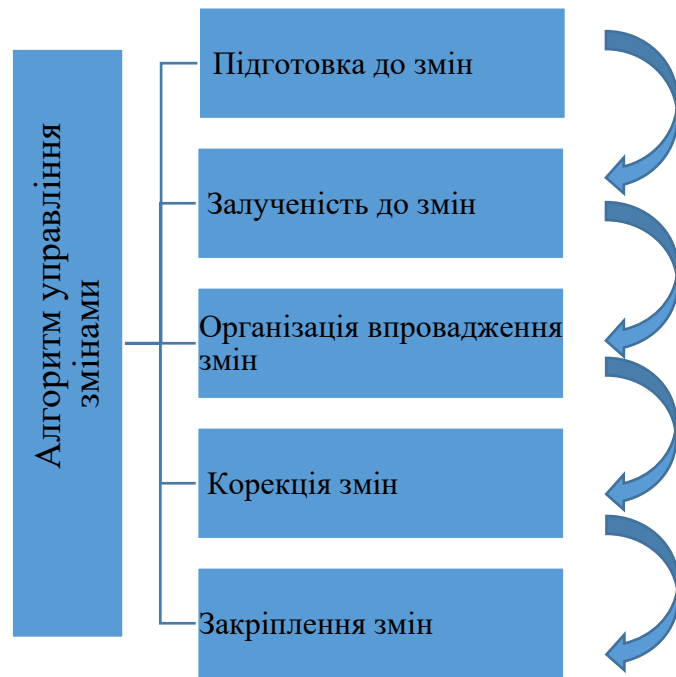 Алгоритм управління
змінами
Підготовка до змін
Залученість до змін
Організація впровадження
змін
Корекція змін
Закріплення змін